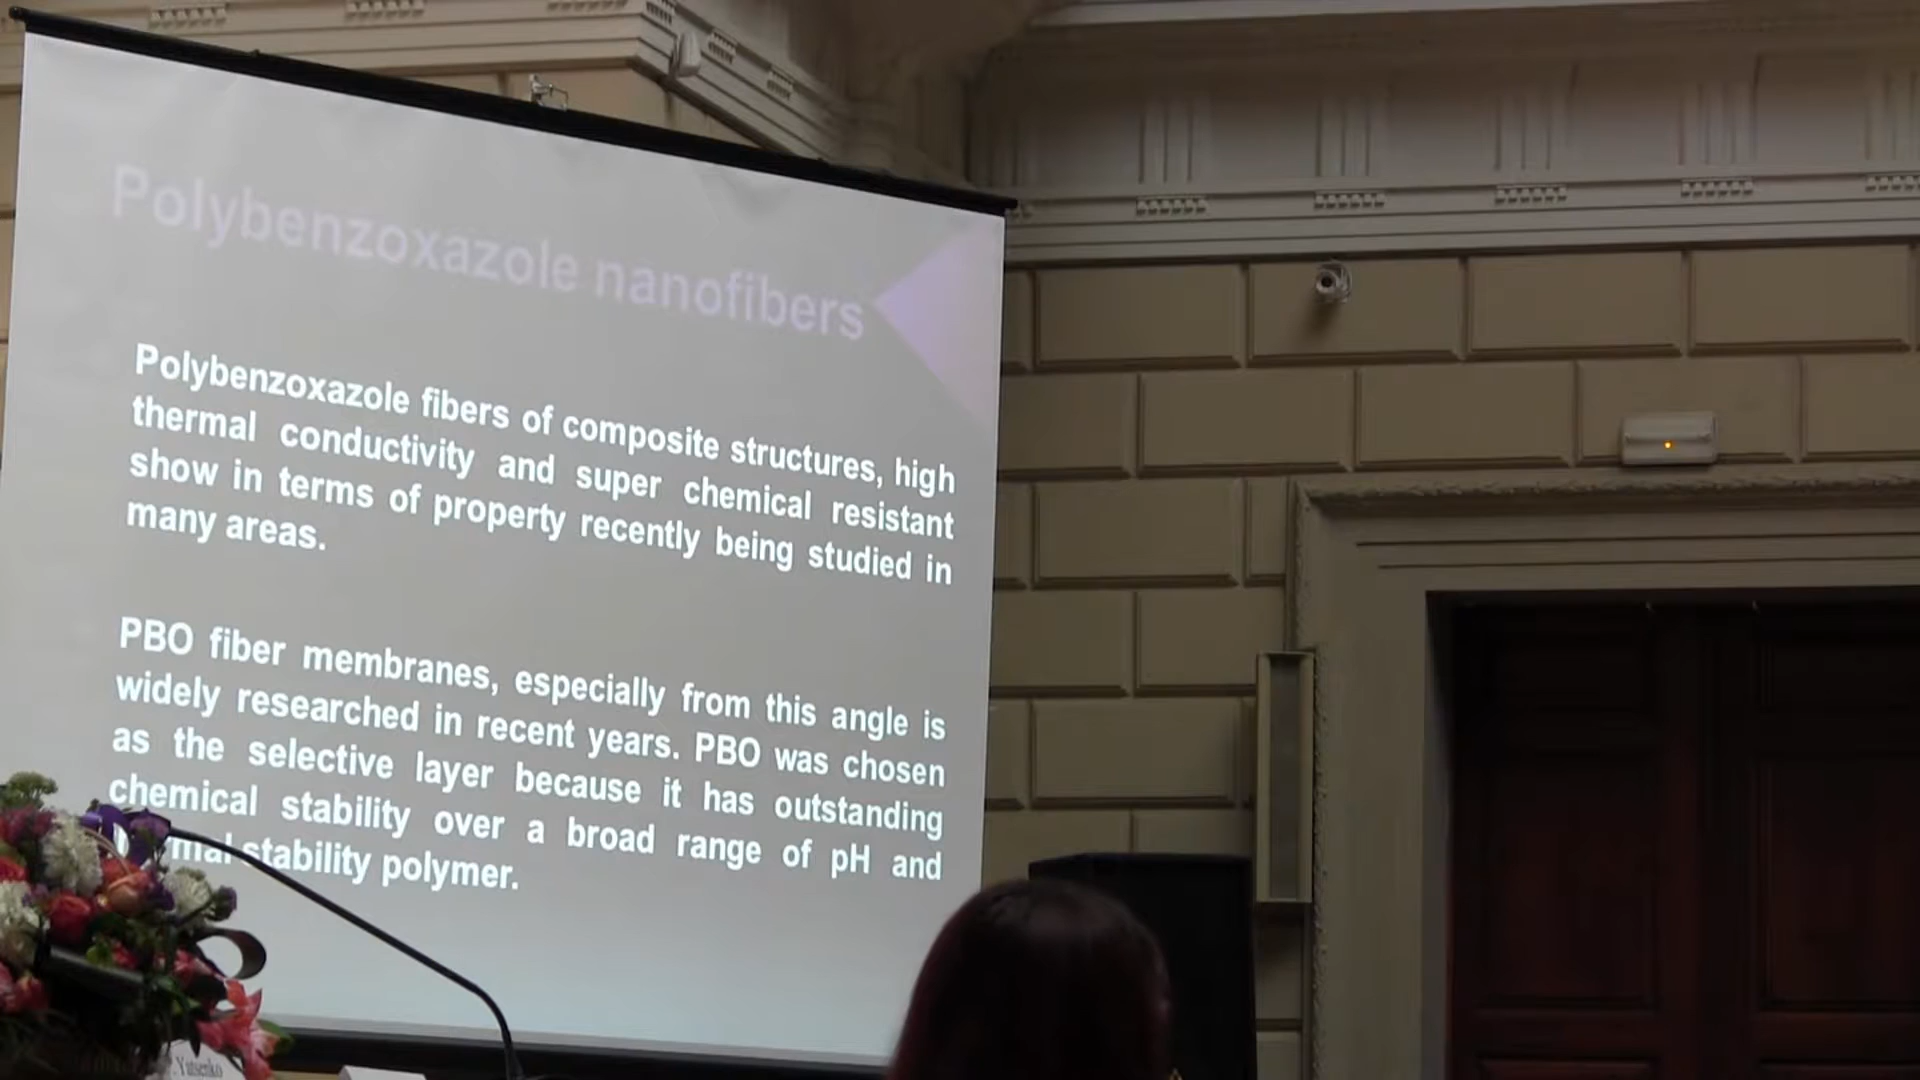 Polybenzoxazole nanofibers
Polybenzoxazole fibers of composite structures, high
thermal conductivity and super chemical resistant
show in terms of property recently being studied in
many areas.
PBO fiber membranes, especially from this angle is
widely researched in recent years. PBO was chosen
as the selective layer because it has outstanding
chemical stability over a broad range of pH and
stability polymer.
Yutsenko